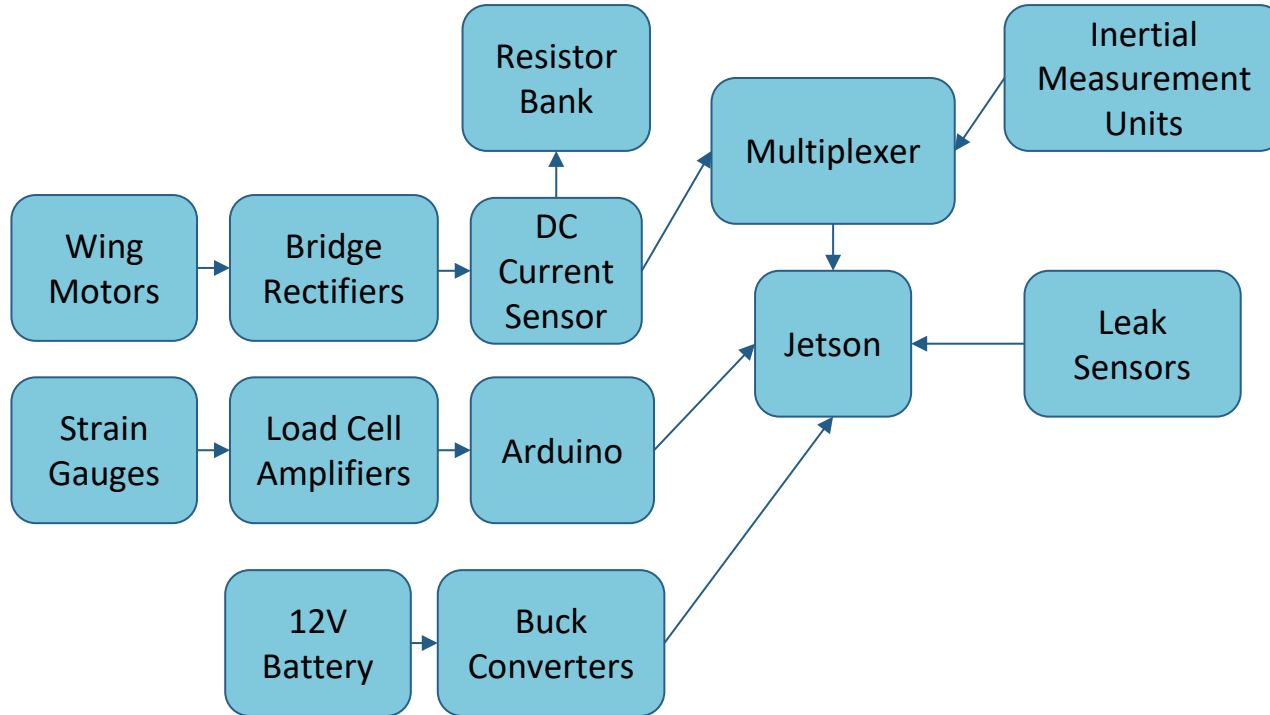 Resistor
Bank
Inertial
Measurement
Units
Multiplexer
Wing
Motors
Bridge
Rectifiers
DC
Current
Sensor
Jetson
Leak
Sensors
Strain
Gauges
Load Cell
Amplifiers
Arduino
12V
Battery
Buck
Converters